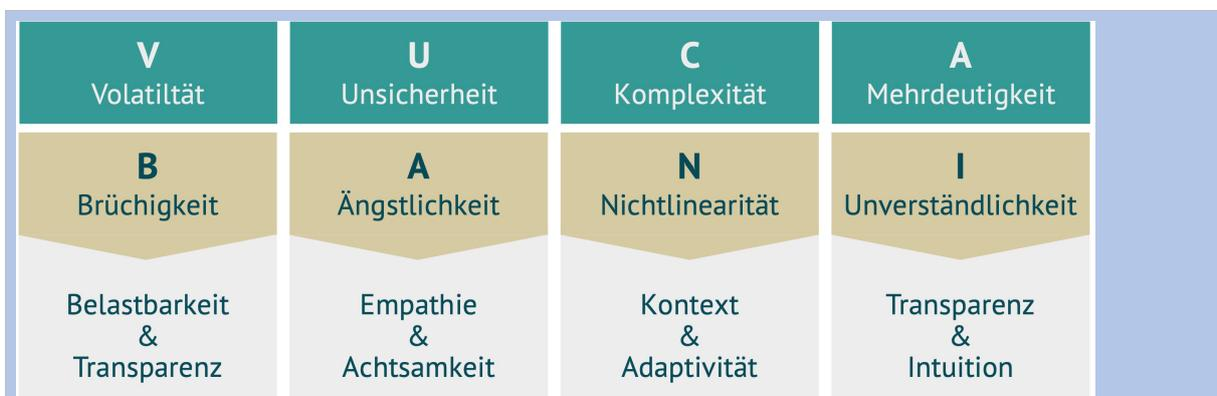 V
Volatiltät
U
Unsicherheit
C
Komplexität
A
Mehrdeutigkeit
B
Brüchigkeit
A
Ängstlichkeit
N
Nichtlinearität
I
Unverständlichkeit
Belastbarkeit
&
Transparenz
Empathie
&
Achtsamkeit
Kontext
&
Adaptivität
Transparenz
&
Intuition